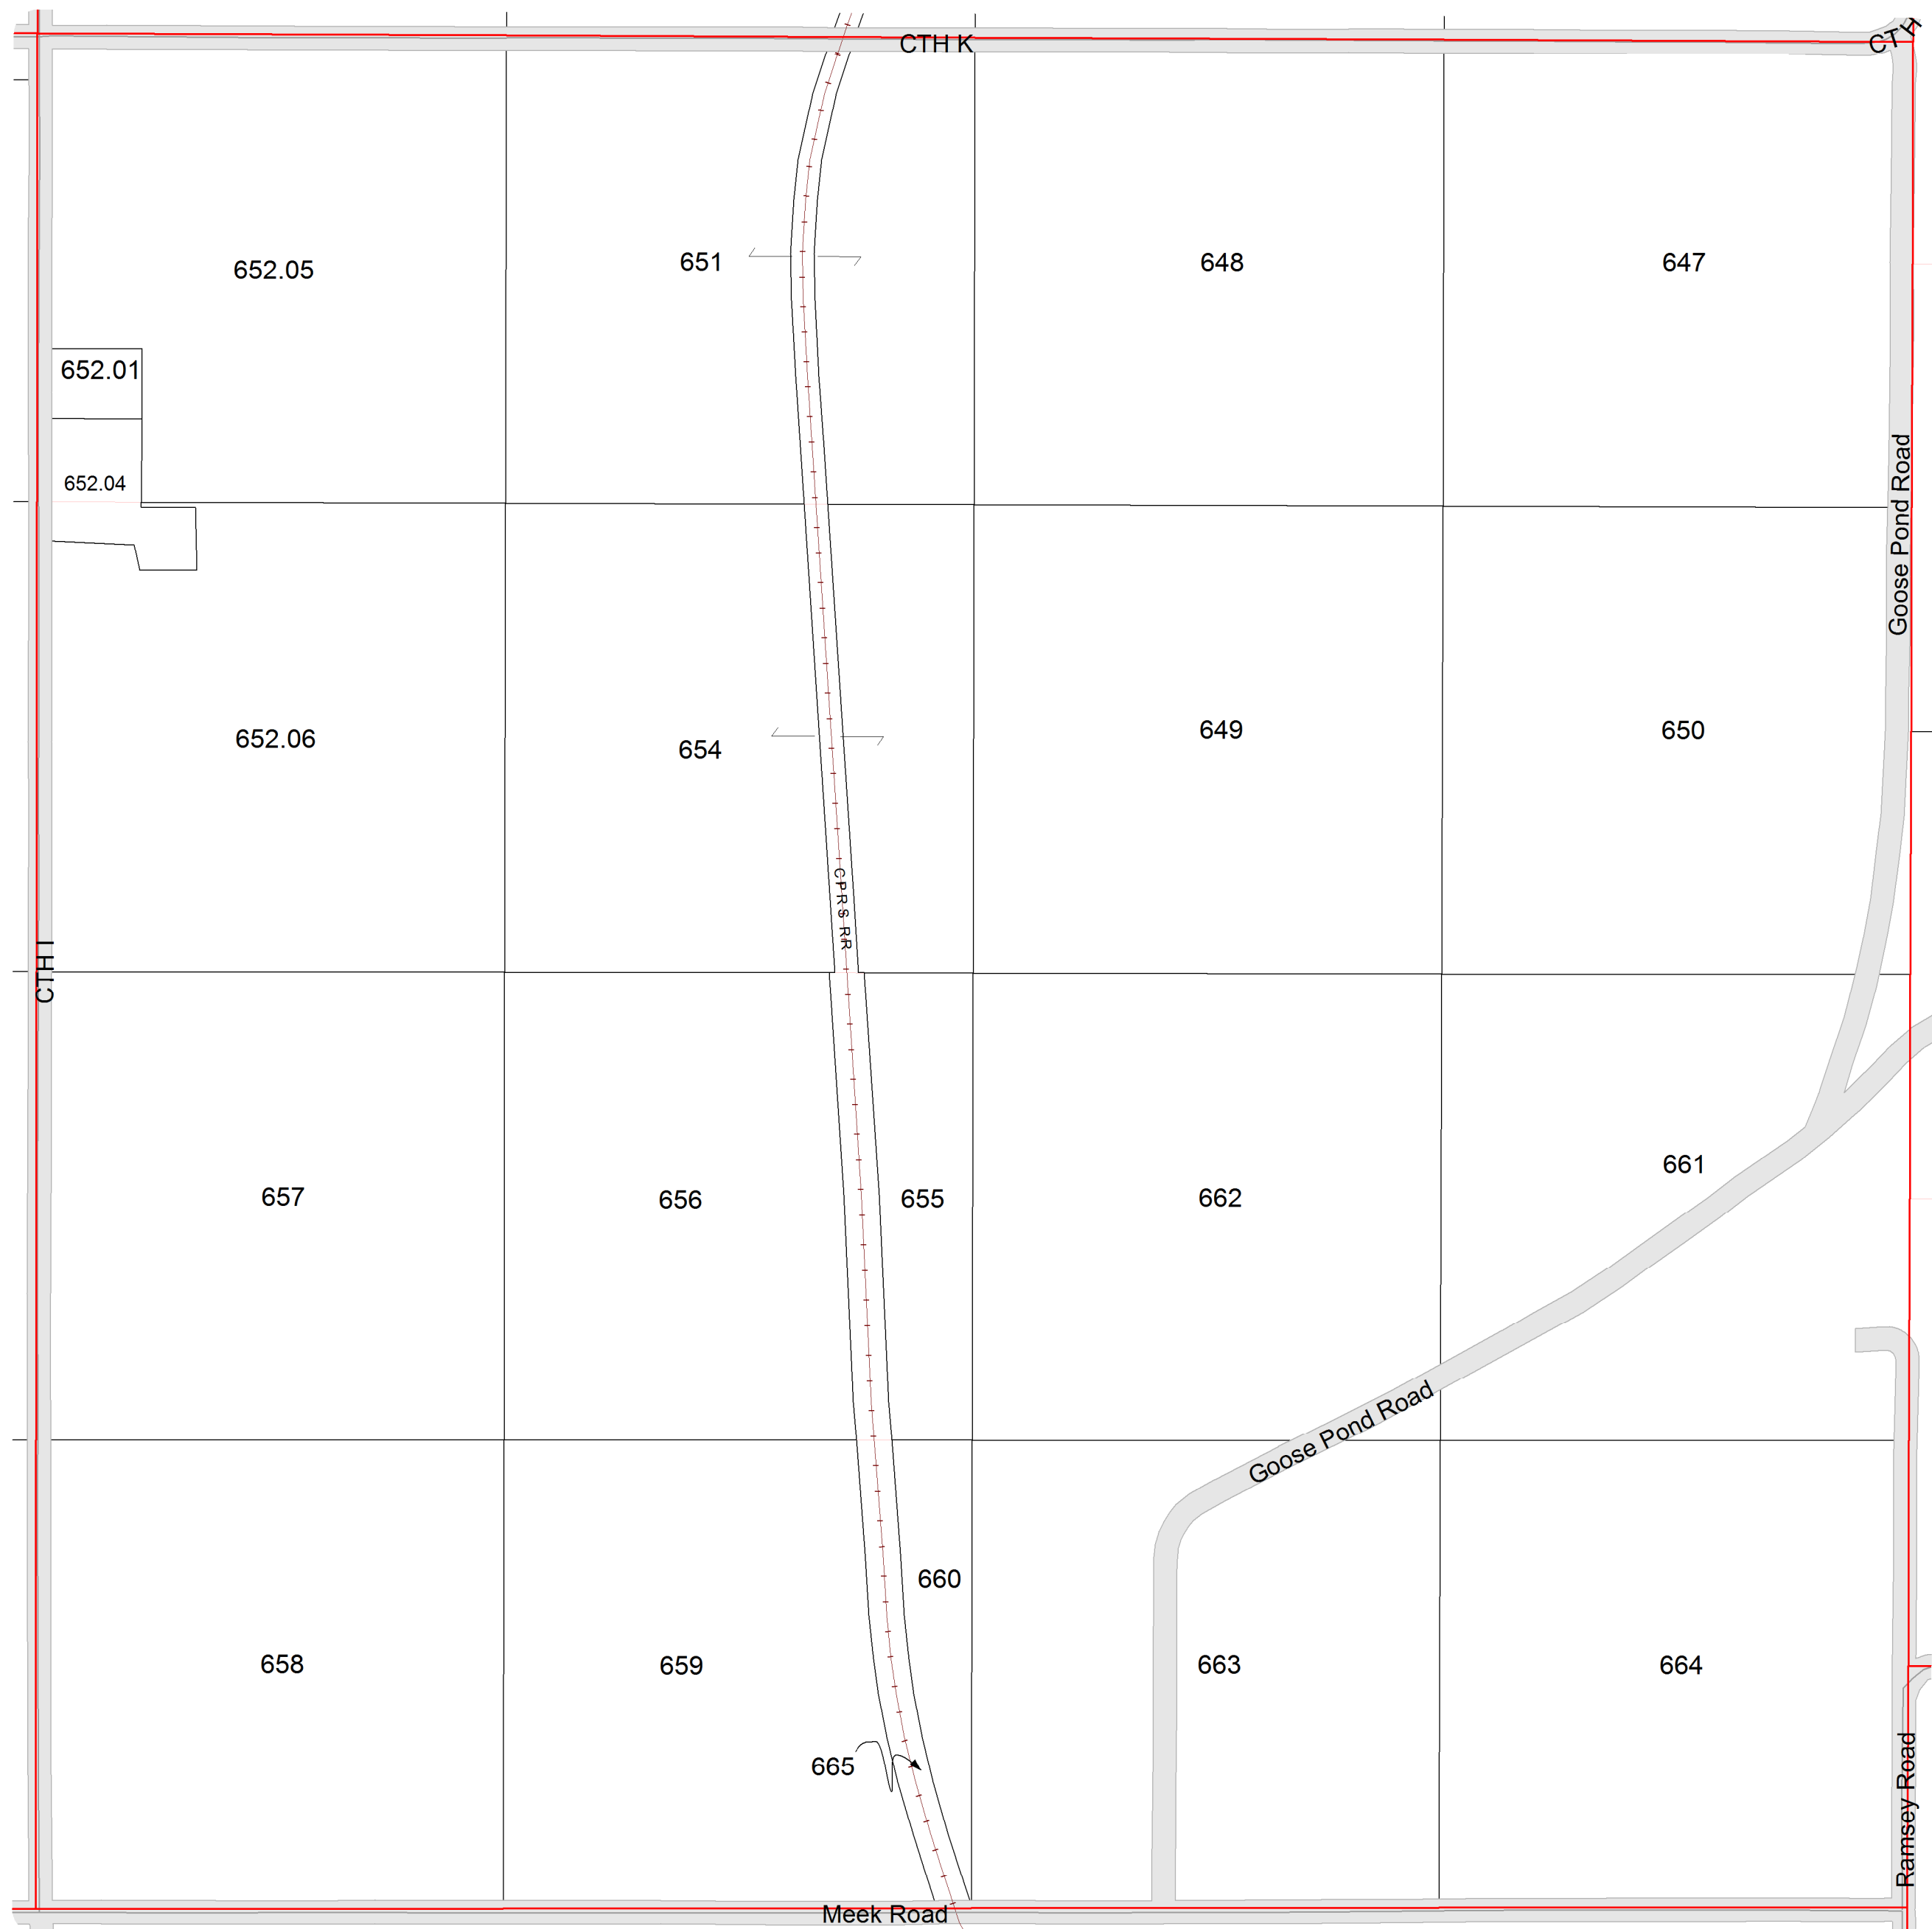 CTH K
CTH
652.05
651
648
647
652.01
652.04
Goose Pond Road
652.06
654
649
650
CPRS RR
CTH I
657
656
655
662
661
Goose Pond Road
660
658
659
663
664
665
Ramsey Road
Meek Road